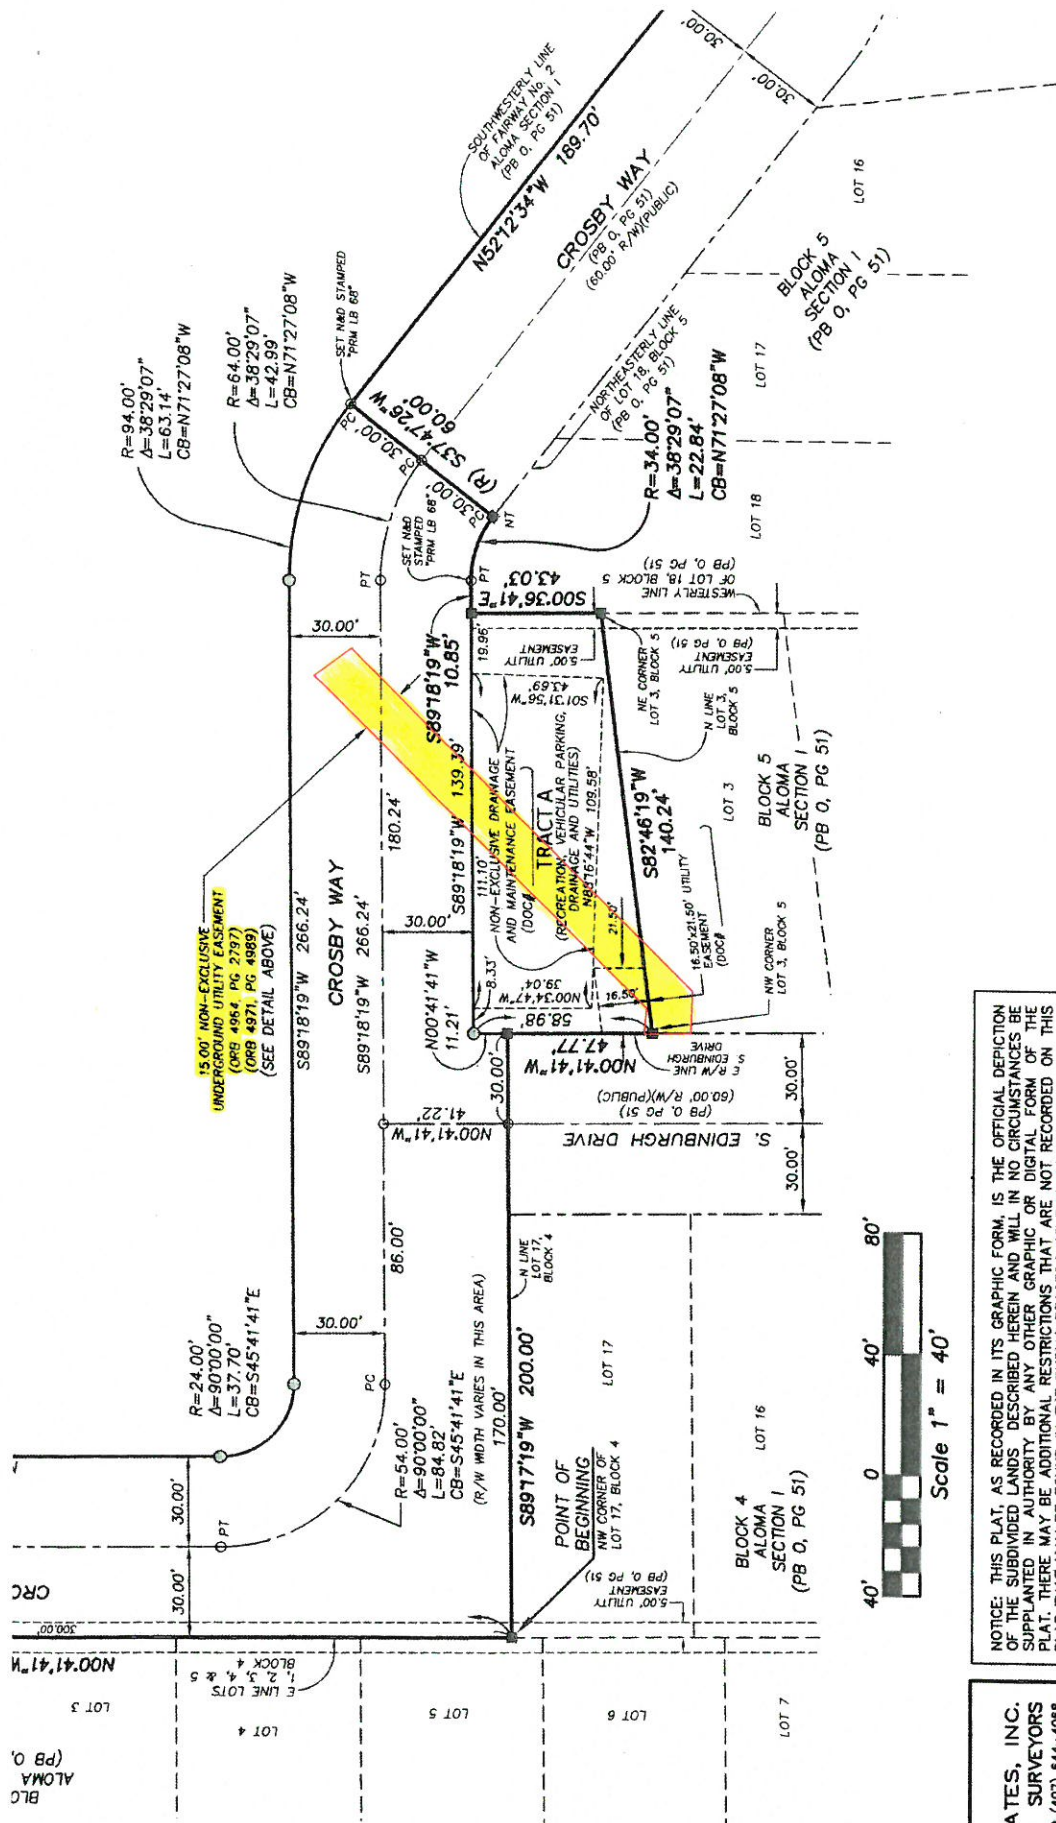 SOUTHWESTERLY LINE
OF FAIRWAY No. 2
ALOMA SECTION I
(PB O, PG 51)
N52°12'34"W 189.70'
30.00'
30.00'
CROSBY WAY
(PB O, PG 51)
(60.00' R/W)(PUBLIC)
LOT 16
BLOCK 5
ALOMA
SECTION I
(PB O, PG 51)
LOT 17
NORTHEASTERLY LINE
OF LOT 18, BLOCK 5
(PB O, PG 51)
R=94.00'
Δ=38°29'07"
L=63.14'
CB=N71°27'08"W
R=64.00'
Δ=38°29'07"
L=42.99'
CB=N71°27'08"W
SET N&D STAMPED
"PRM LB 68"
PC
30.00'
PC
30.00'
PC
(R) S37°47'26"W
60.00'
NT
SET N&D
STAMPED
"PRM LB 68"
R=34.00'
Δ=38°29'07"
L=22.84'
CB=N71°27'08"W
LOT 18
PT
PT
30.00'
S00°36'41"E
43.03'
WESTERLY LINE
OF LOT 18, BLOCK 5
(PB O, PG 51)
S89°18'19"W
10.85'
19.96'
5.00' UTILITY
EASEMENT
5.00' UTILITY
EASEMENT
(PB O, PG 51)
NE CORNER
LOT 3, BLOCK 5
S01°31'56"W
43.69'
N LINE
LOT 3,
BLOCK 5
15.00' NON-EXCLUSIVE
UNDERGROUND UTILITY EASEMENT
(ORB 4964, PG 2797)
(ORB 4971, PG 4989)
(SEE DETAIL ABOVE)
S89°18'19"W 266.24'
CROSBY WAY
S89°18'19"W 266.24'
180.24'
30.00'
S89°18'19"W 139.39'
111.10'
NON-EXCLUSIVE DRAINAGE
AND MAINTENANCE EASEMENT
(DOC#
TRACT A
(RECREATION, VEHICULAR PARKING,
DRAINAGE AND UTILITIES)
N88°16'44"W 109.58'
S82°46'19"W
140.24'
LOT 3
BLOCK 5
ALOMA
SECTION I
(PB O, PG 51)
21.50'
16.50'
16.50'X21.50' UTILITY
EASEMENT
(DOC#
NW CORNER
LOT 3, BLOCK 5
N00°41'41"W
11.21'
8.33'
N00°34'47"W
39.04'
58.98'
N00°41'41"W
47.77'
E R/W LINE
S. EDINBURGH
DRIVE
30.00'
N00°41'41"W
41.22'
S. EDINBURGH DRIVE
(PB O, PG 51)
(60.00' R/W)(PUBLIC)
30.00'
30.00'
86.00'
N LINE
LOT 17,
BLOCK 4
R=24.00'
Δ=90°00'00"
L=37.70'
CB=S45°41'41"E
30.00'
PC
R=54.00'
Δ=90°00'00"
L=84.82'
CB=S45°41'41"E
(R/W WIDTH VARIES IN THIS AREA)
170.00'
S89°17'19"W 200.00'
LOT 17
LOT 16
BLOCK 4
ALOMA
SECTION I
(PB O, PG 51)
POINT OF
BEGINNING
NW CORNER OF
LOT 17, BLOCK 4
5.00' UTILITY
EASEMENT
(PB O, PG 51)
30.00'
PT
30.00'
CRO
300.00'
N00°41'41"W
E LINE LOTS
1, 2, 3, 4, & 5
BLOCK 4
LOT 3
LOT 4
LOT 5
LOT 6
LOT 7
BLO
ALOMA
(PB O,
40' 0 40' 80'
Scale 1" = 40'
NOTICE: THIS PLAT, AS RECORDED IN ITS GRAPHIC FORM, IS THE OFFICIAL DEPICTION
OF THE SUBDIVIDED LANDS DESCRIBED HEREIN AND WILL IN NO CIRCUMSTANCES BE
SUPPLANTED IN AUTHORITY BY ANY OTHER GRAPHIC OR DIGITAL FORM OF THE
PLAT. THERE MAY BE ADDITIONAL RESTRICTIONS THAT ARE NOT RECORDED ON THIS
ATES, INC.
SURVEYORS